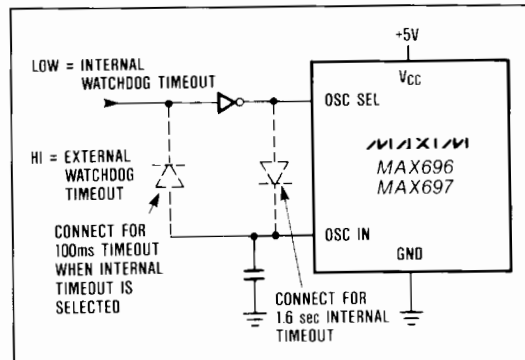 +5V
LOW = INTERNAL
WATCHDOG TIMEOUT
VCC
OSC SEL
HI = EXTERNAL
WATCHDOG
TIMEOUT
MAXIM
MAX696
MAX697
CONNECT FOR
100ms TIMEOUT
WHEN INTERNAL
TIMEOUT IS
SELECTED
OSC IN
GND
CONNECT FOR
1.6 sec INTERNAL
TIMEOUT